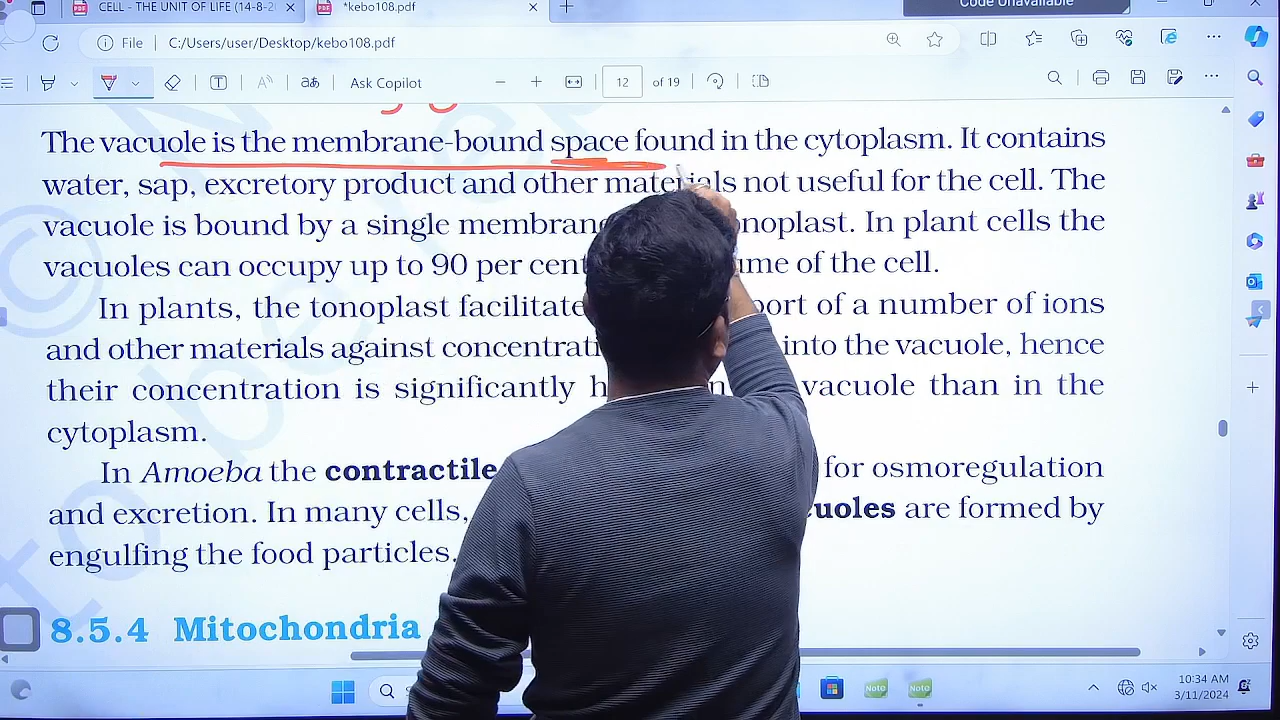 CELL - THE UNIT OF LIFE (14-8-2
*kebo108.pdf
Code Unavailable
File C:/Users/user/Desktop/kebo108.pdf
Ask Copilot 12 of 19
The vacuole is the membrane-bound space found in the cytoplasm. It contains
water, sap, excretory product and other materials not useful for the cell. The
vacuole is bound by a single membran noplast. In plant cells the
vacuoles can occupy up to 90 per cent ume of the cell.
In plants, the tonoplast facilitate port of a number of ions
and other materials against concentrati into the vacuole, hence
their concentration is significantly h n vacuole than in the
cytoplasm.
In Amoeba the contractile for osmoregulation
and excretion. In many cells, cuoles are formed by
engulfing the food particles.
8.5.4 Mitochondria
Note Note
10:34 AM
3/11/2024